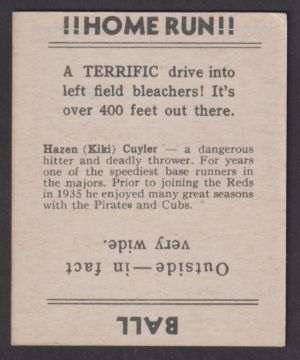 !!HOME RUN!!
A TERRIFIC drive into
left field bleachers! It's
over 400 feet out there.
Hazen (Kiki) Cuyler — a dangerous
hitter and deadly thrower. For years
one of the speediest base runners in
the majors. Prior to joining the Reds
in 1935 he enjoyed many great seasons
with the Pirates and Cubs.
BALL
Outside—in fact
very wide.